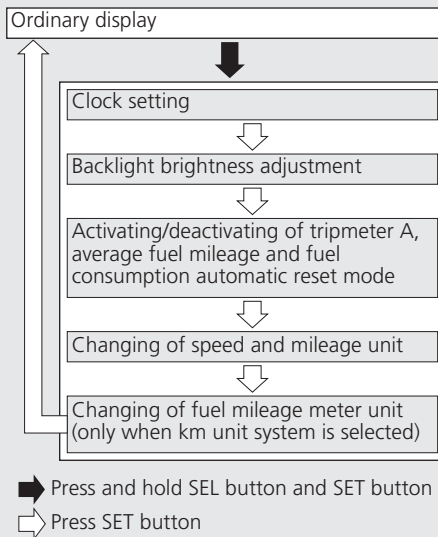 Ordinary display
Clock setting
Backlight brightness adjustment
Activating/deactivating of tripmeter A,
average fuel mileage and fuel
consumption automatic reset mode
Changing of speed and mileage unit
Changing of fuel mileage meter unit
(only when km unit system is selected)
Press and hold SEL button and SET button
Press SET button